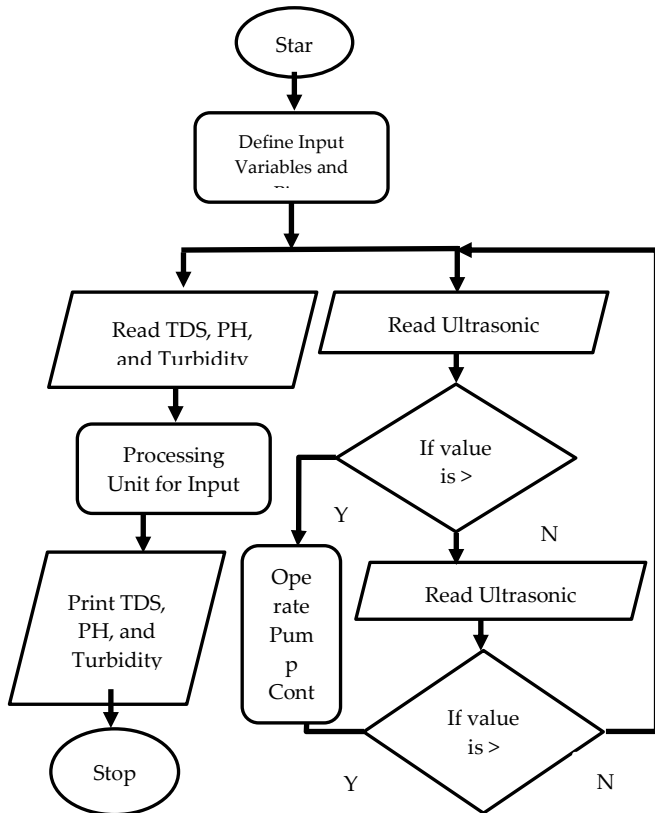 Star
Define Input
Variables and
Read TDS, PH,
and Turbidity
Read Ultrasonic
Processing
Unit for Input
If value
is >
Y
N
Ope
rate
Pum
p
Cont
Read Ultrasonic
Print TDS,
PH, and
Turbidity
If value
is >
Y
N
Stop